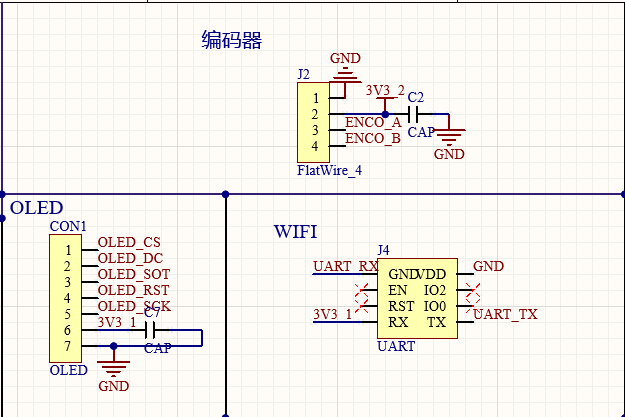 编码器
GND
J2
3V3_2
C2
1
2
3
4
ENCO_A
ENCO_B
CAP
GND
FlatWire_4
OLED
CON1
1
2
3
4
5
6
7
OLED_CS
OLED_DC
OLED_SOT
OLED_RST
OLED_SCK
C7
3V3_1
CAP
OLED
GND
WIFI
J4
UART_RX
GND
VDD
GND
EN
IO2
RST
IO0
3V3_1
RX
TX
UART_TX
UART